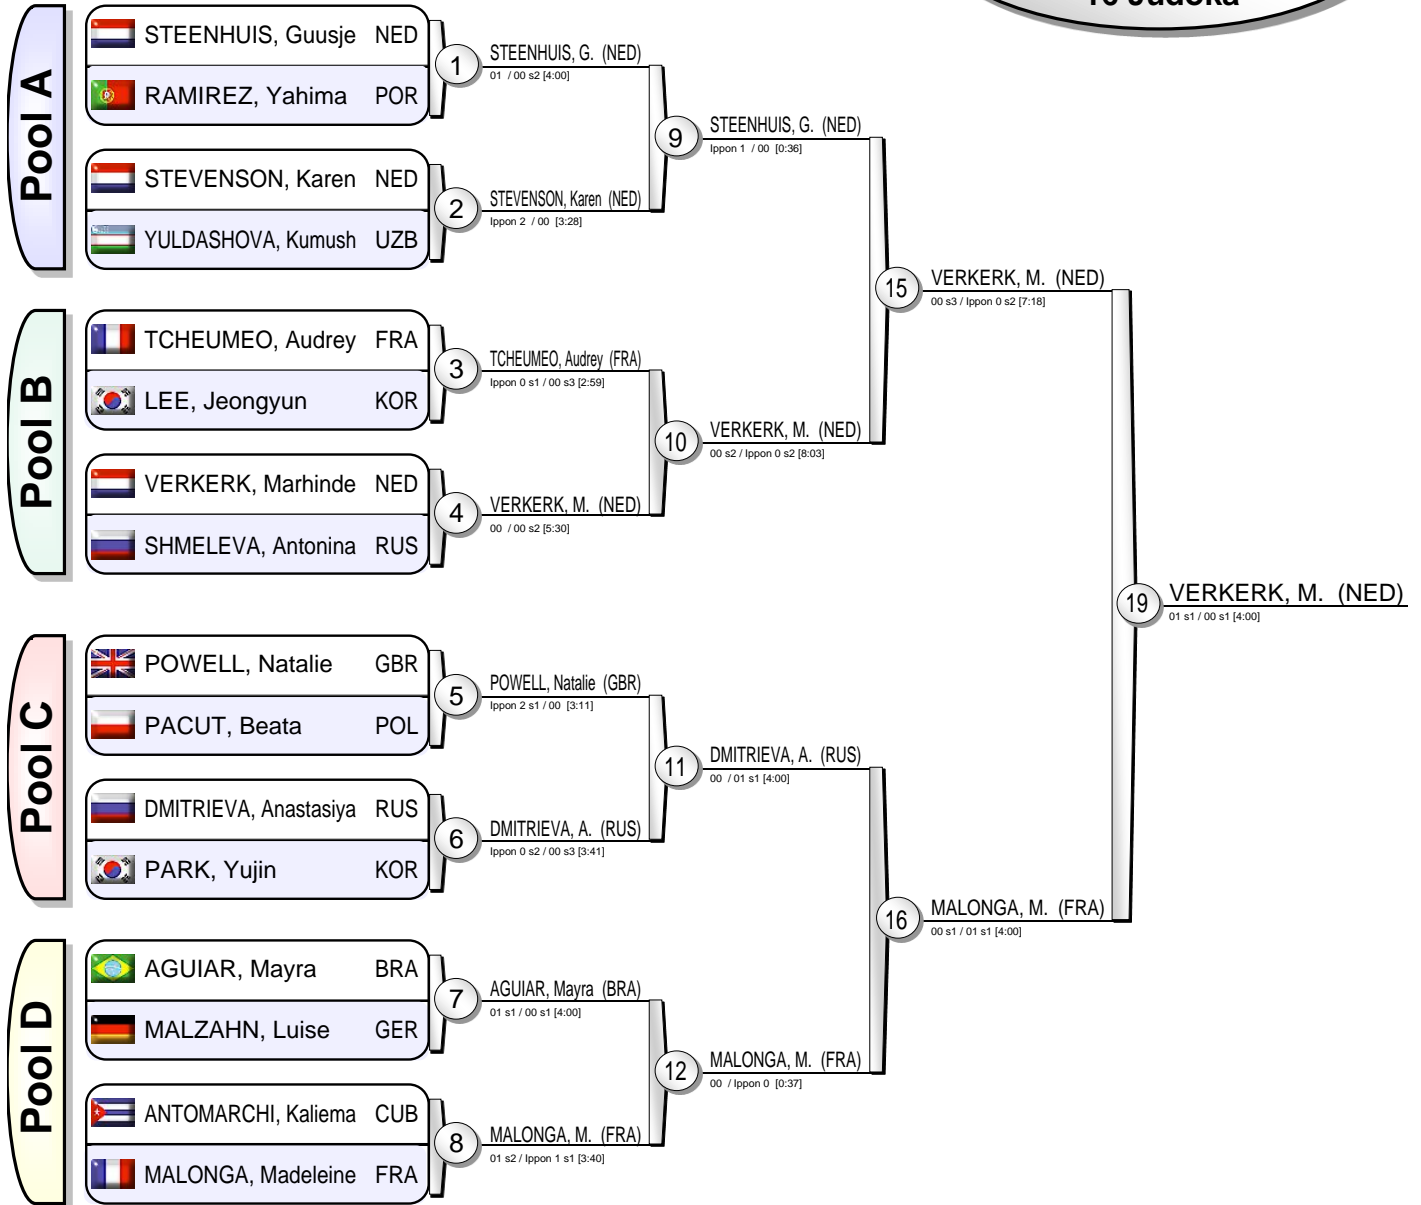 16 Judoka
Pool A
STEENHUIS, Guusje NED
RAMIREZ, Yahima POR
1
STEENHUIS, G. (NED)
01 / 00 s2 [4:00]
STEVENSON, Karen NED
YULDASHOVA, Kumush UZB
2
STEVENSON, Karen (NED)
Ippon 2 / 00 [3:28]
9
STEENHUIS, G. (NED)
Ippon 1 / 00 [0:36]
Pool B
TCHEUMEO, Audrey FRA
LEE, Jeongyun KOR
3
TCHEUMEO, Audrey (FRA)
Ippon 0 s1 / 00 s3 [2:59]
VERKERK, Marhinde NED
SHMELEVA, Antonina RUS
4
VERKERK, M. (NED)
00 / 00 s2 [5:30]
10
VERKERK, M. (NED)
00 s2 / Ippon 0 s2 [8:03]
15
VERKERK, M. (NED)
00 s3 / Ippon 0 s2 [7:18]
Pool C
POWELL, Natalie GBR
PACUT, Beata POL
5
POWELL, Natalie (GBR)
Ippon 2 s1 / 00 [3:11]
DMITRIEVA, Anastasiya RUS
PARK, Yujin KOR
6
DMITRIEVA, A. (RUS)
Ippon 0 s2 / 00 s3 [3:41]
11
DMITRIEVA, A. (RUS)
00 / 01 s1 [4:00]
Pool D
AGUIAR, Mayra BRA
MALZAHN, Luise GER
7
AGUIAR, Mayra (BRA)
01 s1 / 00 s1 [4:00]
ANTOMARCHI, Kaliema CUB
MALONGA, Madeleine FRA
8
MALONGA, M. (FRA)
01 s2 / Ippon 1 s1 [3:40]
12
MALONGA, M. (FRA)
00 / Ippon 0 [0:37]
16
MALONGA, M. (FRA)
00 s1 / 01 s1 [4:00]
19
VERKERK, M. (NED)
01 s1 / 00 s1 [4:00]